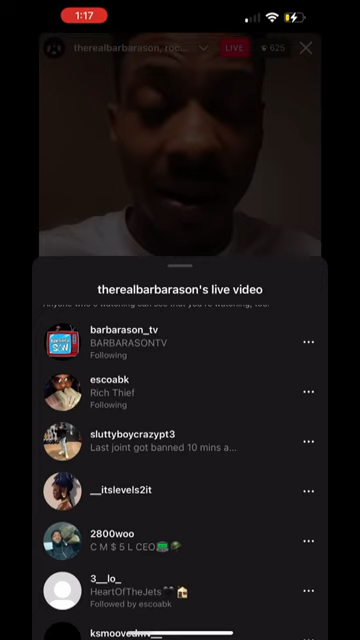 1:17
therealbarbarason, roc...
LIVE
625
therealbarbarason's live video
Anyone who's watching can see that you're watching, too.
barbarason_tv
BARBARASONTV
Following
escoabk
Rich Thief
Following
sluttyboycrazypt3
Last joint got banned 10 mins a...
__itslevels2it
2800woo
C M $ 5 L CEO
3__lo_
HeartOfTheJets
Followed by escoabk